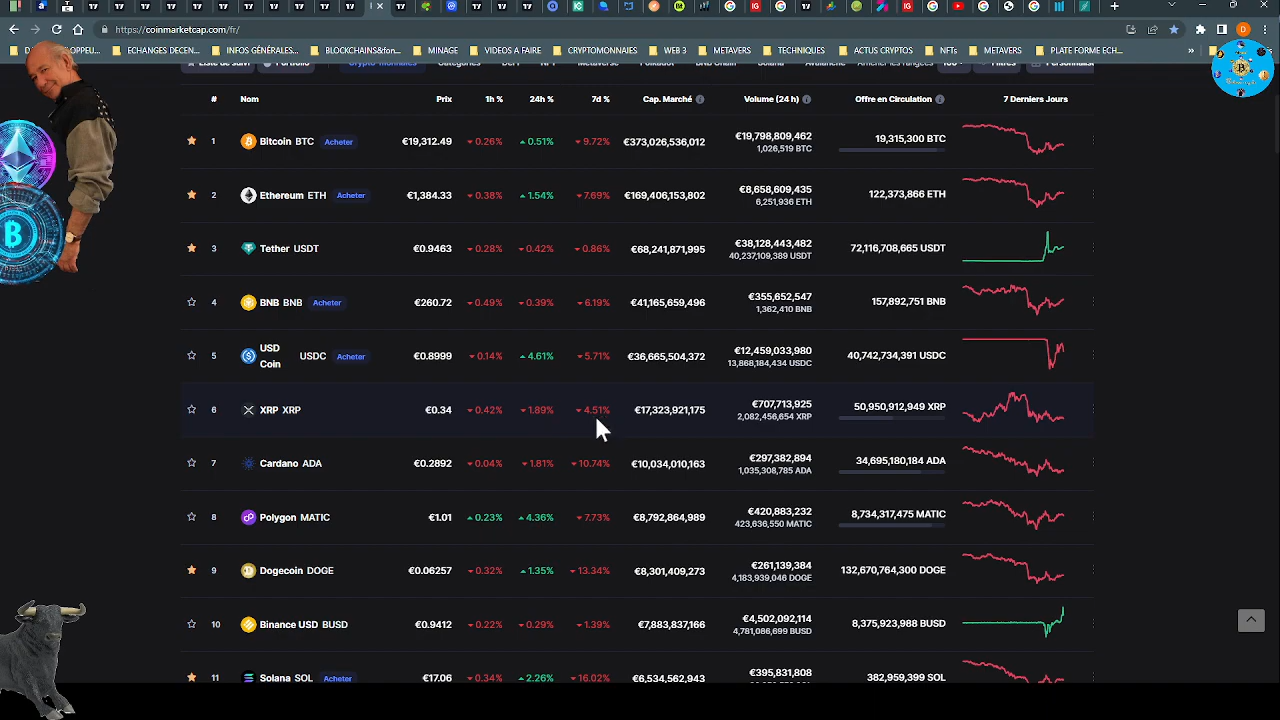 https://coinmarketcap.com/fr/
ECHANGES DECEN...
INFOS GÉNÉRALES...
BLOCKCHAINS&fon...
MINAGE
VIDEOS A FAIRE
CRYPTOMONNAIES
WEB 3
METAVERS
TECHNIQUES
ACTUS CRYPTOS
NFTs
METAVERS
PLATE FORME ECH...
»
# Nom Prix 1h % 24h % 7d % Cap. Marché Volume (24 h) Offre en Circulation 7 Derniers Jours
1 Bitcoin BTC Acheter €19,312.49 0.26% 0.51% 9.72% €373,026,536,012 €19,798,809,462 19,315,300 BTC
1,026,519 BTC
2 Ethereum ETH Acheter €1,384.33 0.38% 1.54% 7.69% €169,406,153,802 €8,658,609,435 122,373,866 ETH
6,251,936 ETH
3 Tether USDT €0.9463 0.28% 0.42% 0.86% €68,241,871,995 €38,128,443,482 72,116,708,665 USDT
40,237,109,389 USDT
4 BNB BNB Acheter €260.72 0.49% 0.39% 6.19% €41,165,659,496 €355,652,547 157,892,751 BNB
1,362,410 BNB
5 USD Coin USDC Acheter €0.8999 0.14% 4.61% 5.71% €36,665,504,372 €12,459,033,980 40,742,734,391 USDC
13,868,184,434 USDC
6 XRP XRP €0.34 0.42% 1.89% 4.51% €17,323,921,175 €707,713,925 50,950,912,949 XRP
2,082,456,654 XRP
7 Cardano ADA €0.2892 0.04% 1.81% 10.74% €10,034,010,163 €297,382,894 34,695,180,184 ADA
1,035,308,785 ADA
8 Polygon MATIC €1.01 0.23% 4.36% 7.73% €8,792,864,989 €420,883,232 8,734,317,475 MATIC
423,636,550 MATIC
9 Dogecoin DOGE €0.06257 0.32% 1.35% 13.34% €8,301,409,273 €261,139,384 132,670,764,300 DOGE
4,183,939,046 DOGE
10 Binance USD BUSD €0.9412 0.22% 0.29% 1.39% €7,883,837,166 €4,502,092,114 8,375,923,988 BUSD
4,781,086,699 BUSD
11 Solana SOL Acheter €17.06 0.34% 2.26% 16.02% €6,534,562,943 €395,831,808 382,959,399 SOL